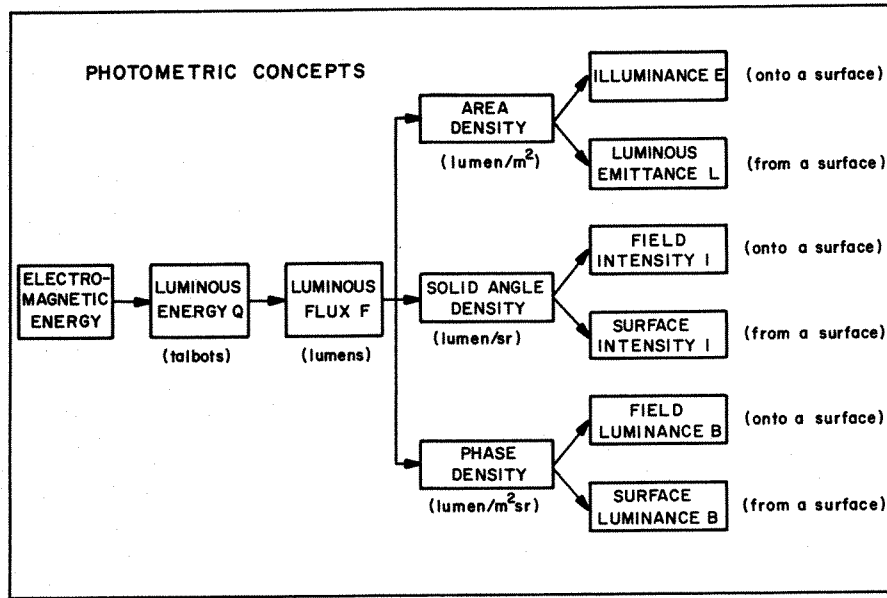 PHOTOMETRIC CONCEPTS
ELECTRO-
MAGNETIC
ENERGY
LUMINOUS
ENERGY Q
(talbots)
LUMINOUS
FLUX F
(lumens)
AREA
DENSITY
(lumen/m²)
ILLUMINANCE E
(onto a surface)
LUMINOUS
EMITTANCE L
(from a surface)
SOLID ANGLE
DENSITY
(lumen/sr)
FIELD
INTENSITY I
(onto a surface)
SURFACE
INTENSITY I
(from a surface)
PHASE
DENSITY
(lumen/m²sr)
FIELD
LUMINANCE B
(onto a surface)
SURFACE
LUMINANCE B
(from a surface)